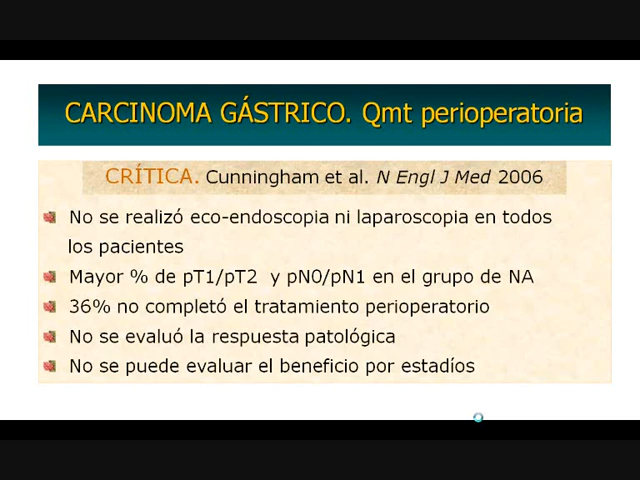 CARCINOMA GÁSTRICO. Qmt perioperatoria
CRÍTICA. Cunningham et al. N Engl J Med 2006
No se realizó eco-endoscopia ni laparoscopia en todos
los pacientes
Mayor % de pT1/pT2 y pN0/pN1 en el grupo de NA
36% no completó el tratamiento perioperatorio
No se evaluó la respuesta patológica
No se puede evaluar el beneficio por estadíos